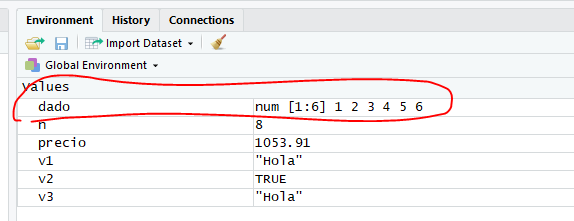 Environment History Connections
Import Dataset
Global Environment
values
dado num [1:6] 1 2 3 4 5 6
n 8
precio 1053.91
v1 "Hola"
v2 TRUE
v3 "Hola"